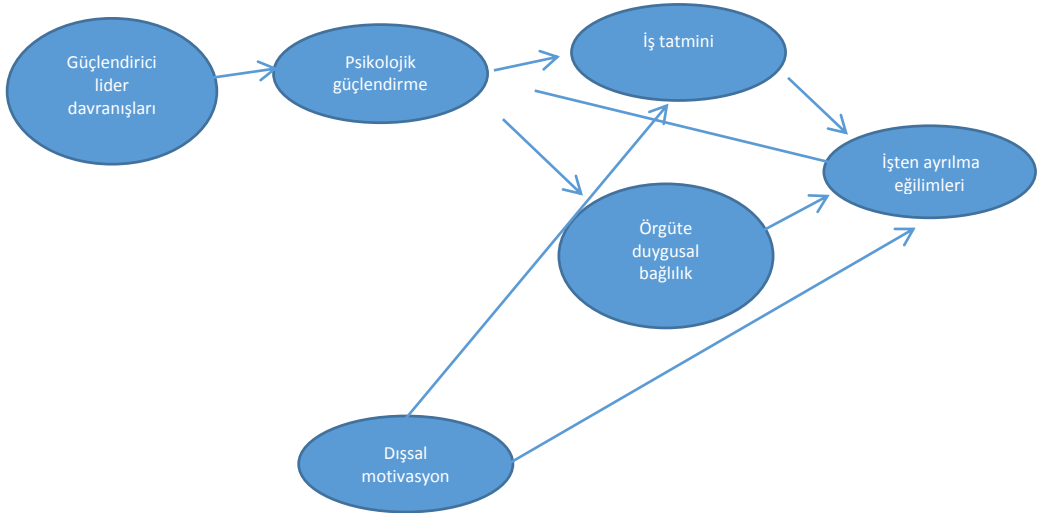 Güçlendirici
lider
davranışları
Psikolojik
güçlendirme
İş tatmini
İşten ayrılma
eğilimleri
Örgüte
duygusal
bağlılık
Dışsal
motivasyon